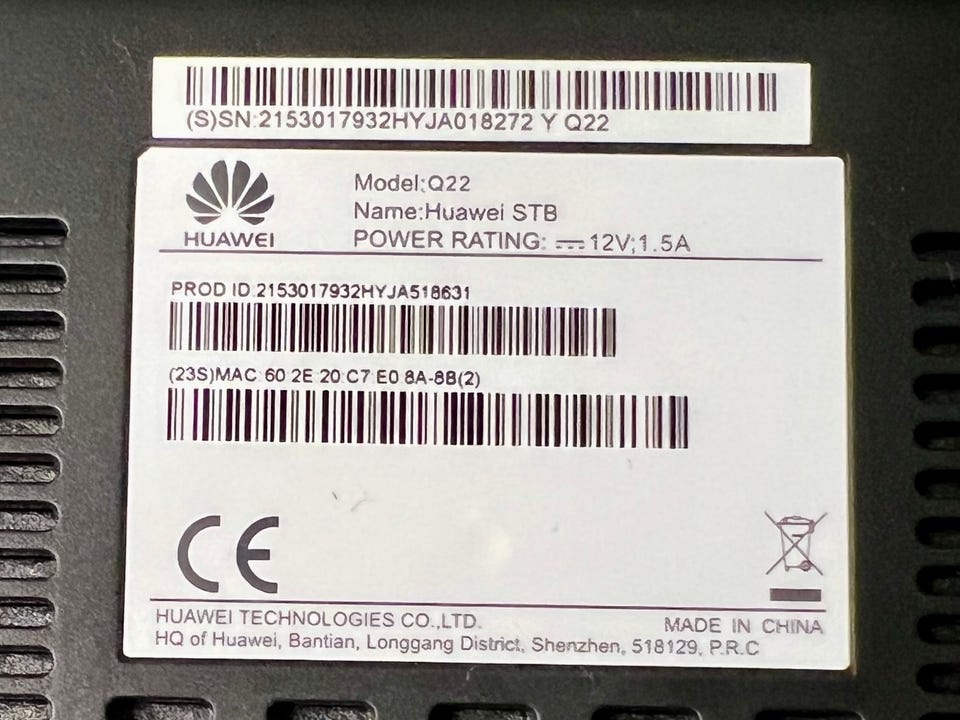 (S)SN:2153017932HYJA018272 Y Q22
HUAWEI
Model:Q22
Name:Huawei STB
POWER RATING: ⎓ 12V;1.5A
PROD ID:2153017932HYJA518631
(23S)MAC:60:2E:20:C7:E0:8A-8B(2)
CE
HUAWEI TECHNOLOGIES CO.,LTD.
MADE IN CHINA
HQ of Huawei, Bantian, Longgang District, Shenzhen, 518129, P.R.C